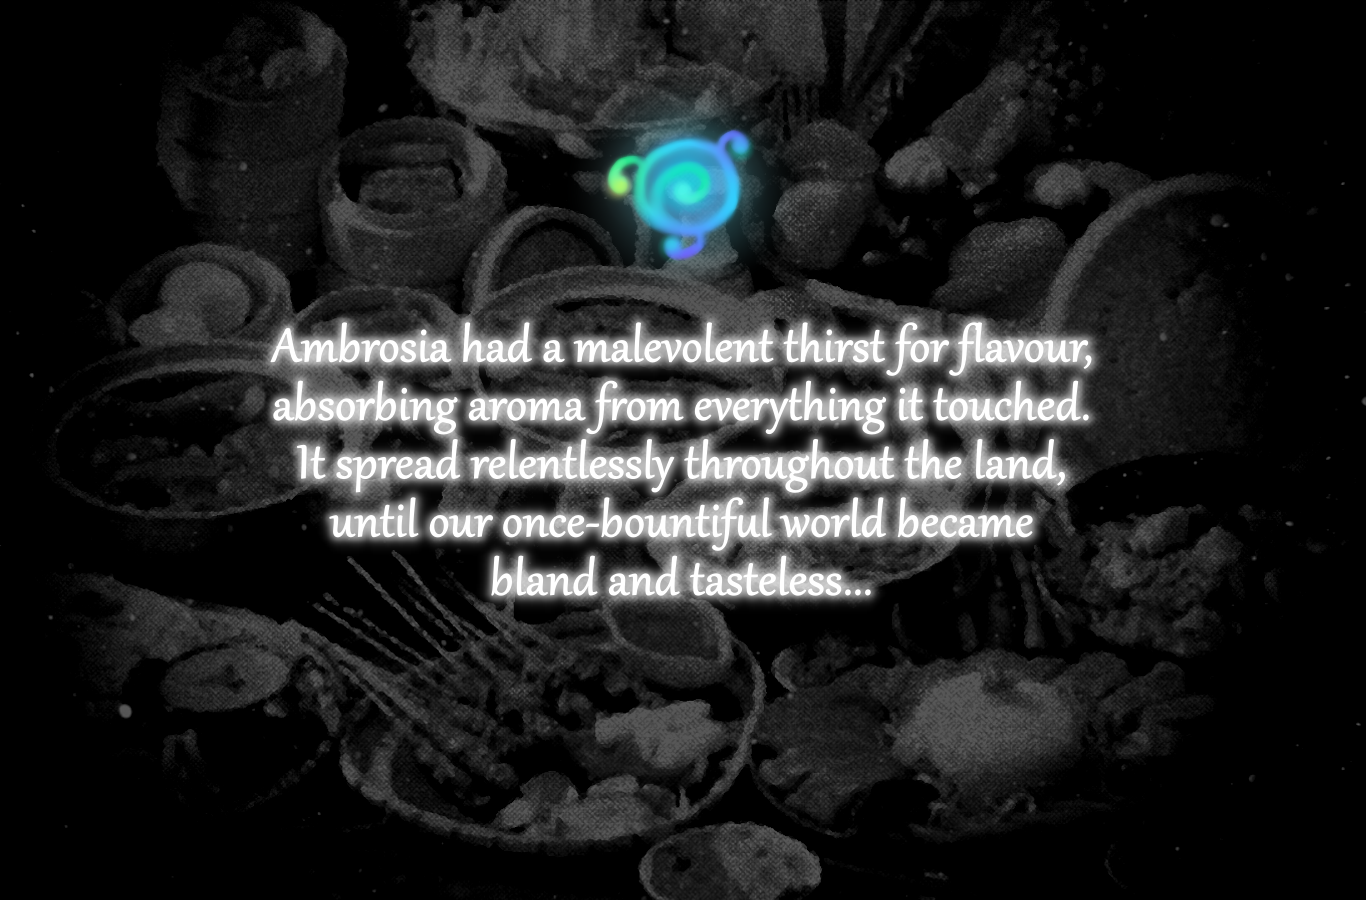 Ambrosia had a malevolent thirst for flavour,
absorbing aroma from everything it touched.
It spread relentlessly throughout the land,
until our once-bountiful world became
bland and tasteless...